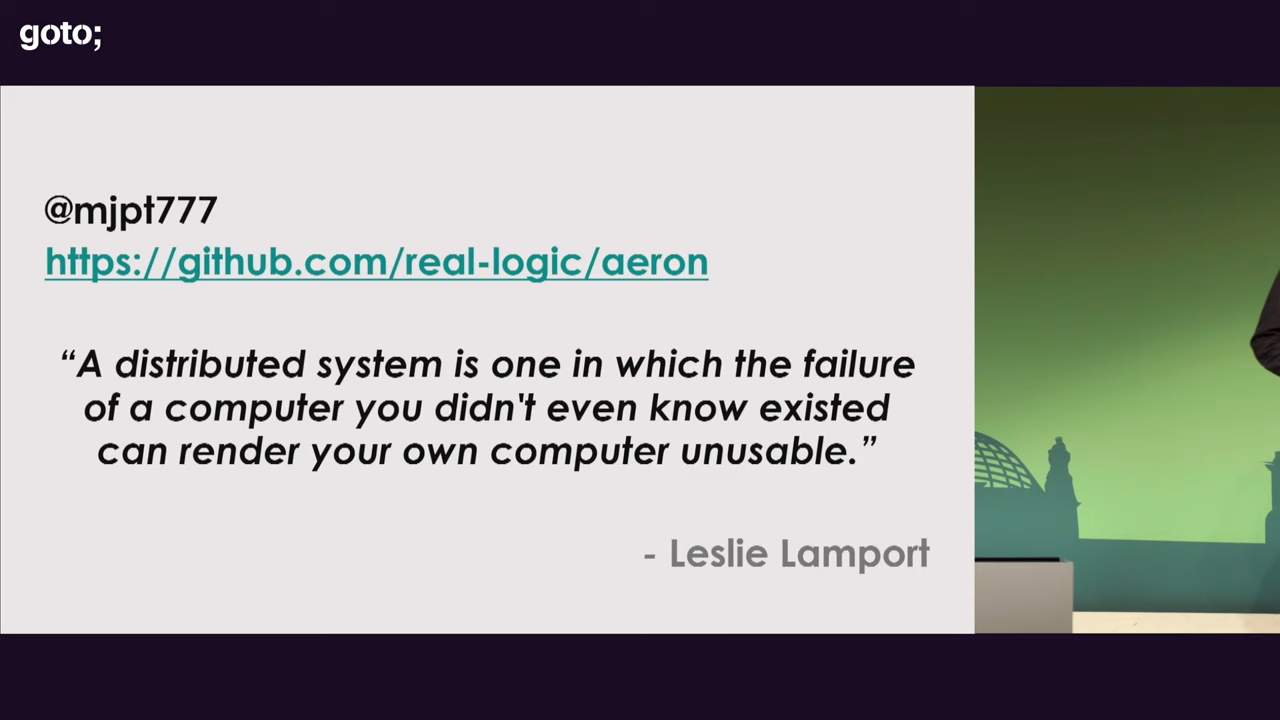 goto;
@mjpt777
https://github.com/real-logic/aeron
“A distributed system is one in which the failure
of a computer you didn't even know existed
can render your own computer unusable.”
- Leslie Lamport